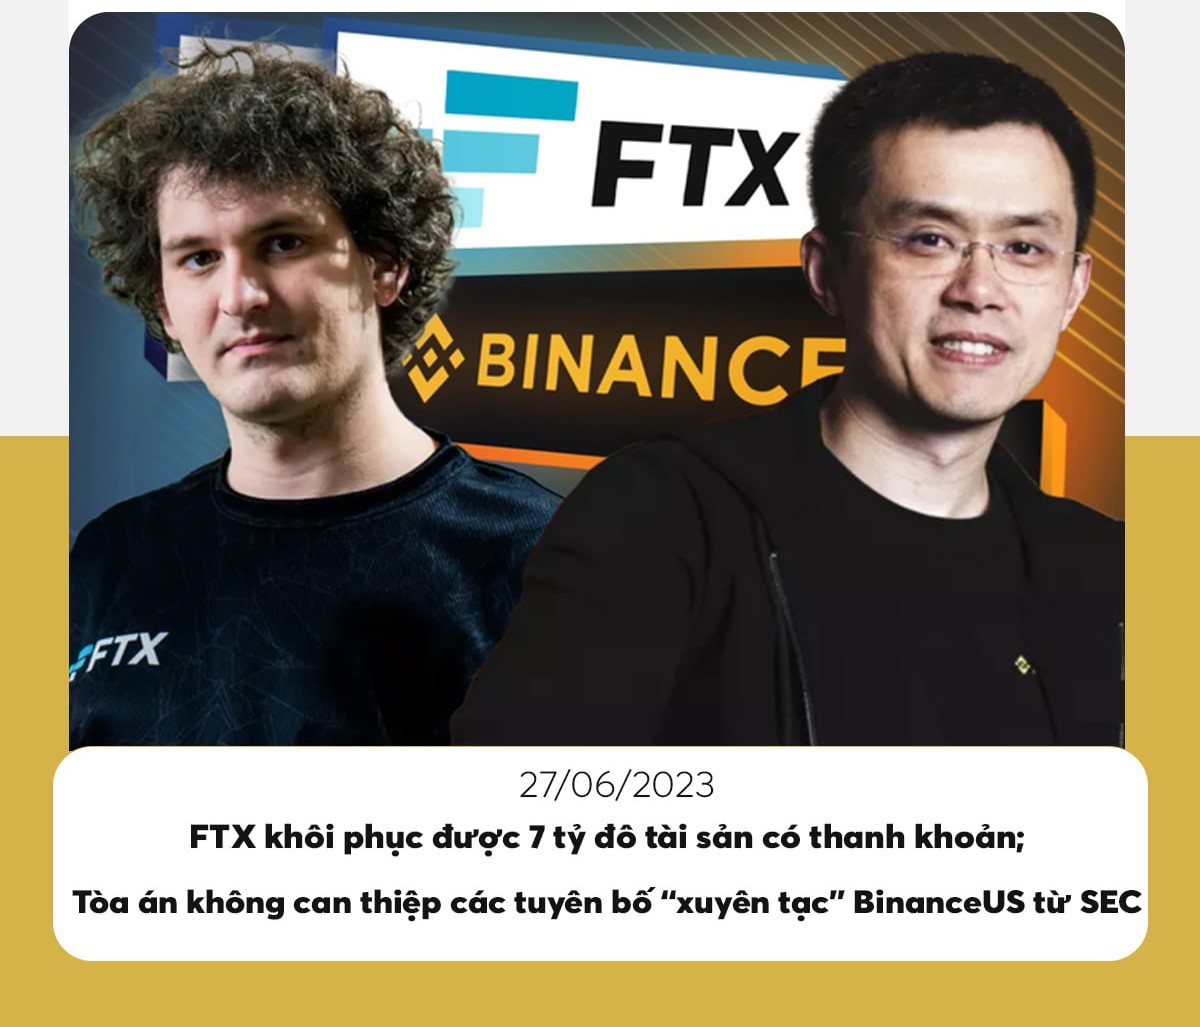 FTX
BINANCE
FTX
27/06/2023
FTX khôi phục được 7 tỷ đô tài sản có thanh khoản;
Tòa án không can thiệp các tuyên bố “xuyên tạc” BinanceUS từ SEC